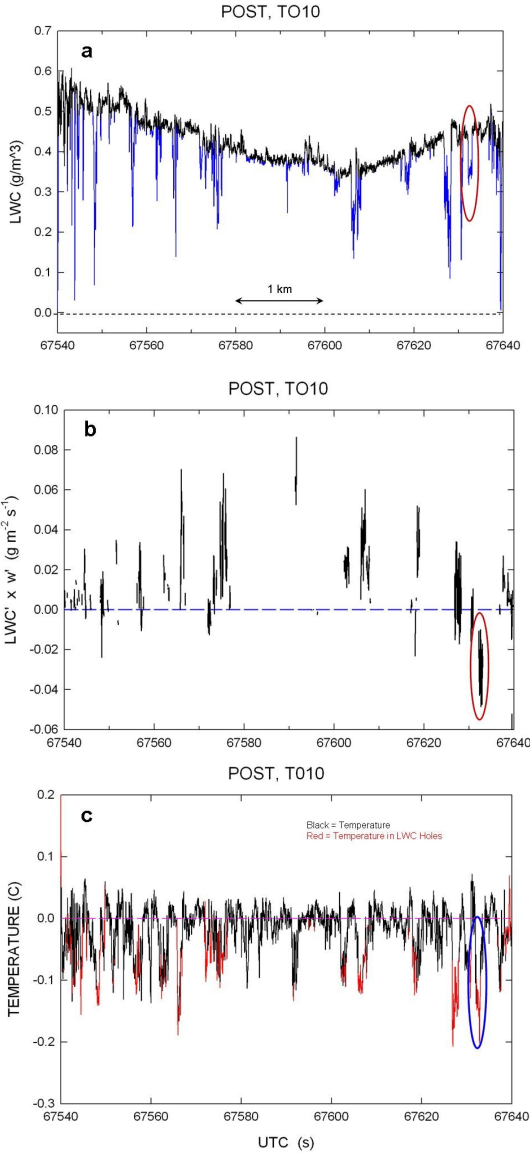 POST, TO10
a
LWC (g/m^3)
0.7
0.6
0.5
0.4
0.3
0.2
0.1
0.0
1 km
67540 67560 67580 67600 67620 67640
POST, TO10
b
LWC' x w' (g m-2 s-1)
0.10
0.08
0.06
0.04
0.02
0.00
-0.02
-0.04
-0.06
67540 67560 67580 67600 67620 67640
POST, T010
c
TEMPERATURE (C)
0.2
0.1
0.0
-0.1
-0.2
-0.3
Black = Temperature
Red = Temperature in LWC Holes
67540 67560 67580 67600 67620 67640
UTC (s)